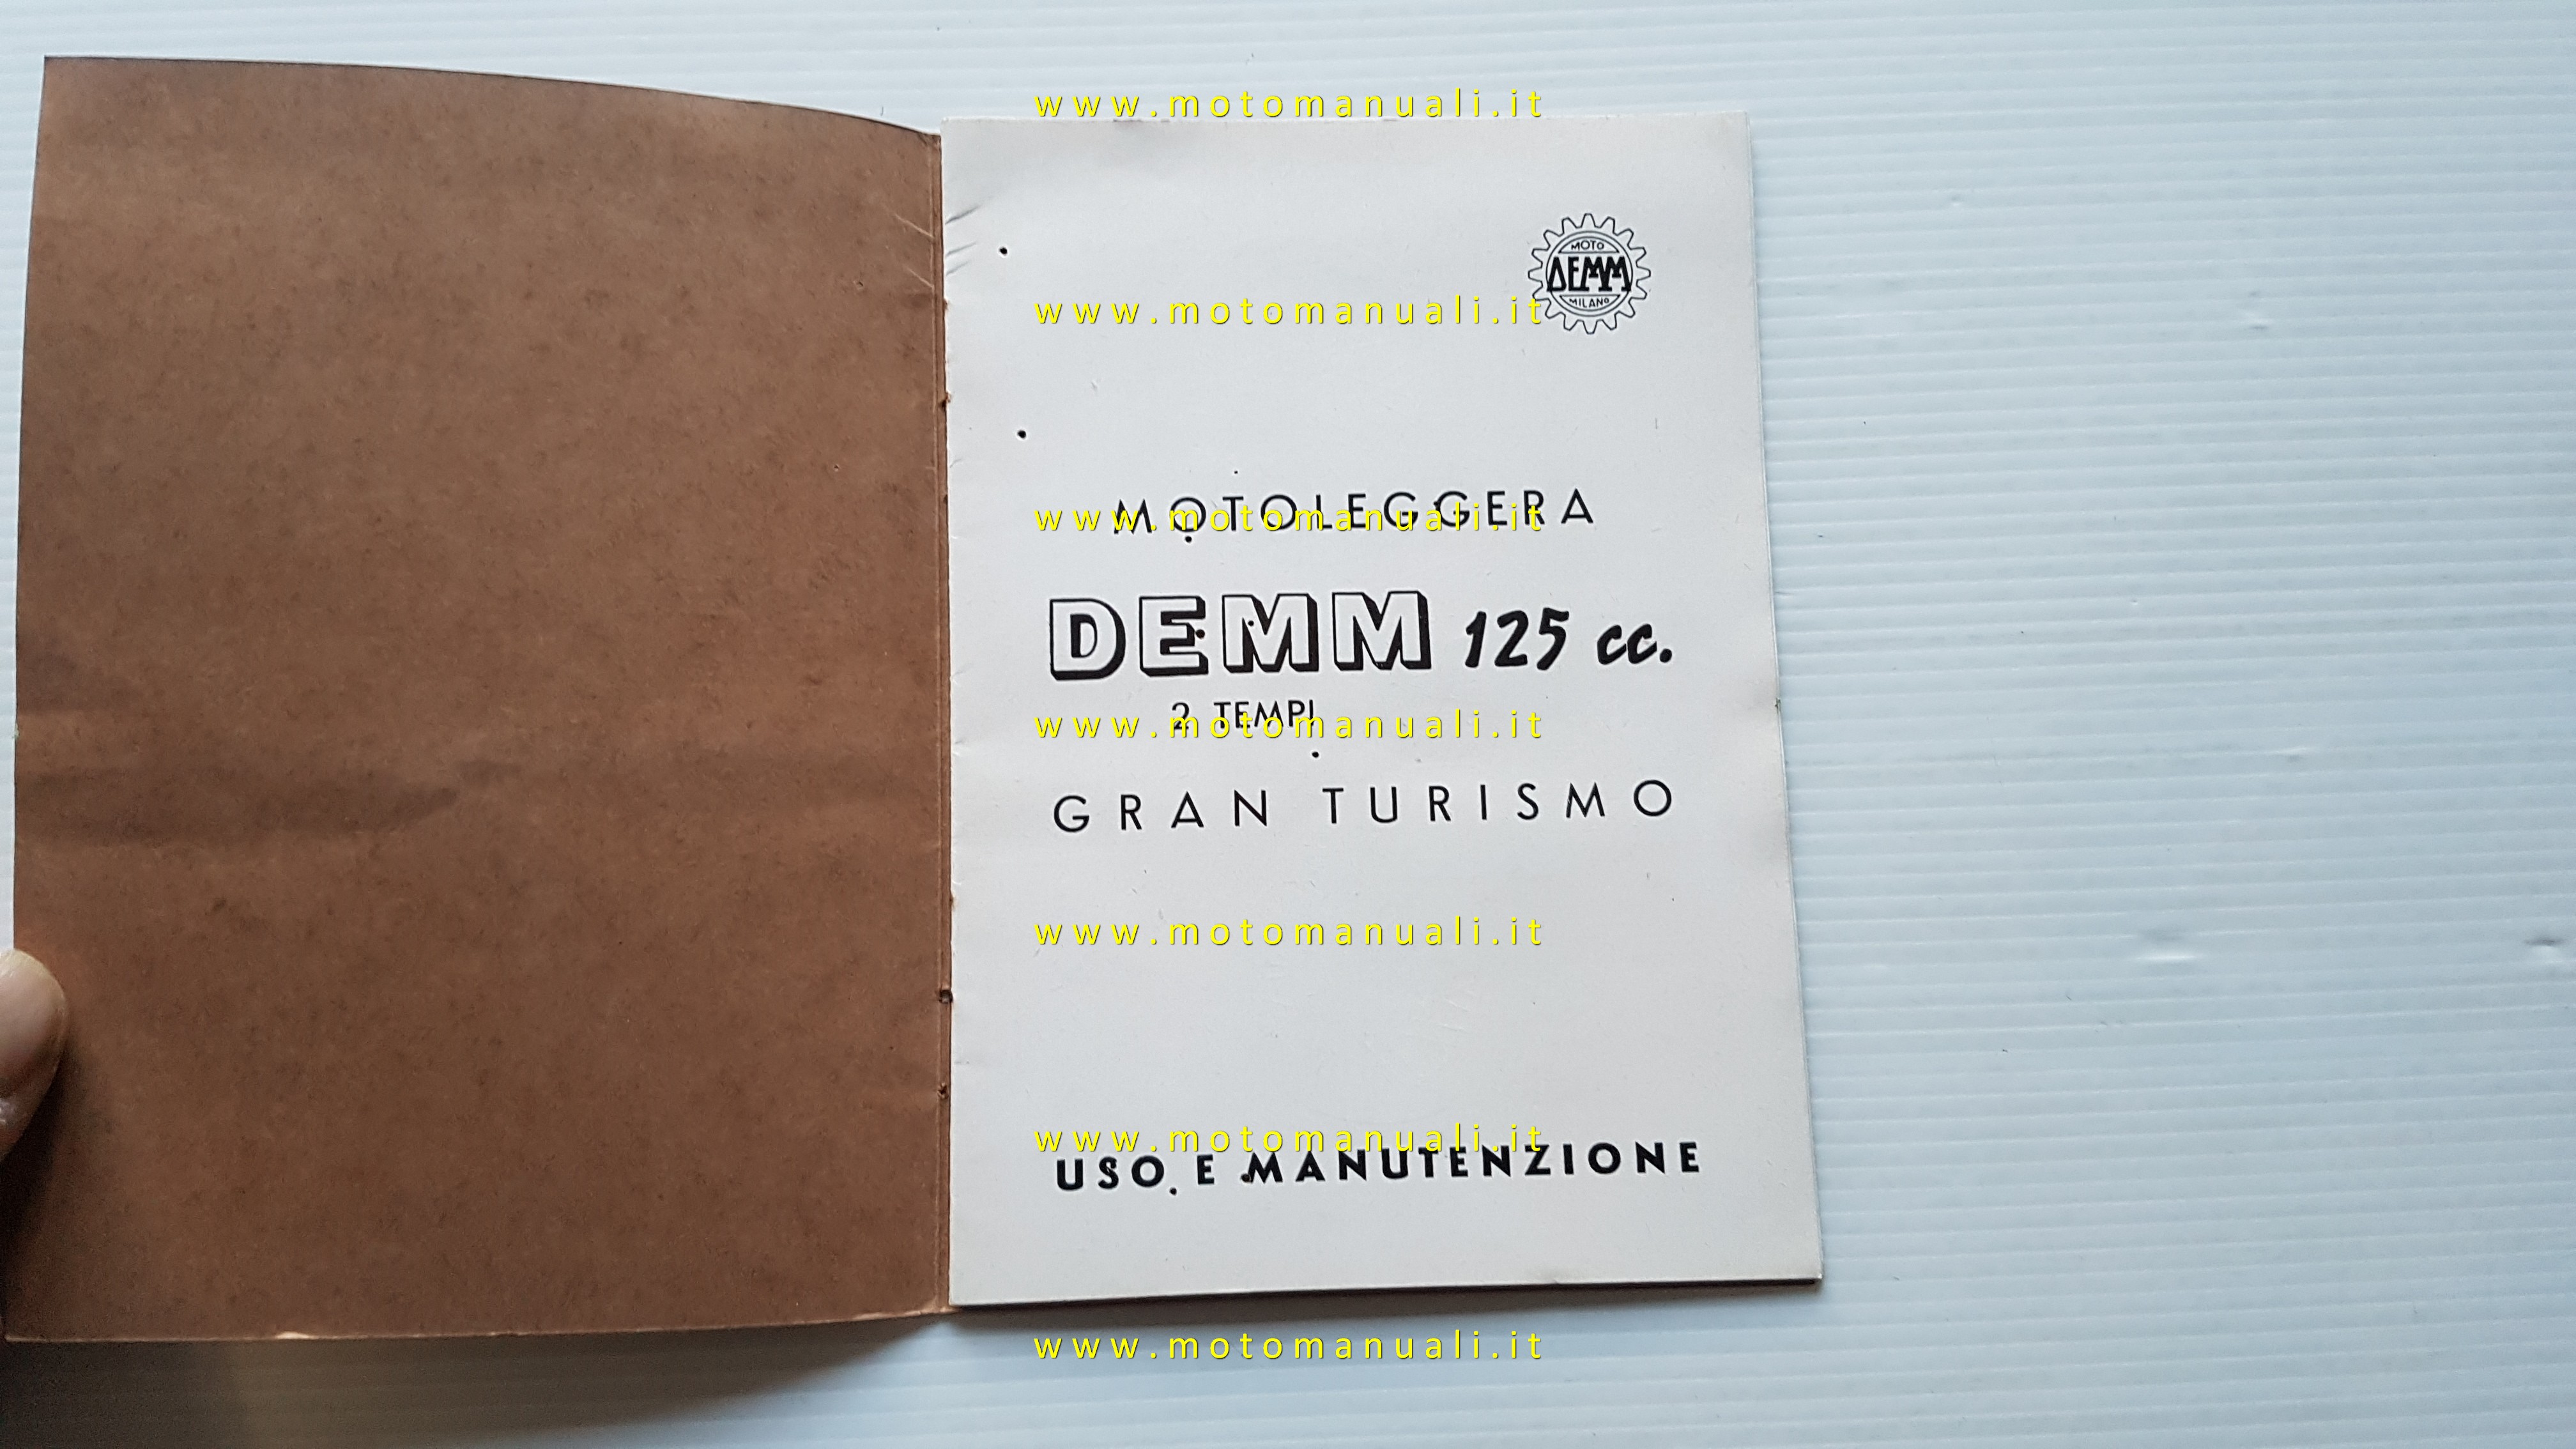 www.motomanuali.it
MOTO
DEMM
MILANO
www.motomanuali.it
MOTOLEGGERA
www.motomanuali.it
DEMM 125 cc.
2 TEMPI
www.motomanuali.it
GRAN TURISMO
www.motomanuali.it
www.motomanuali.it
USO E MANUTENZIONE
www.motomanuali.it